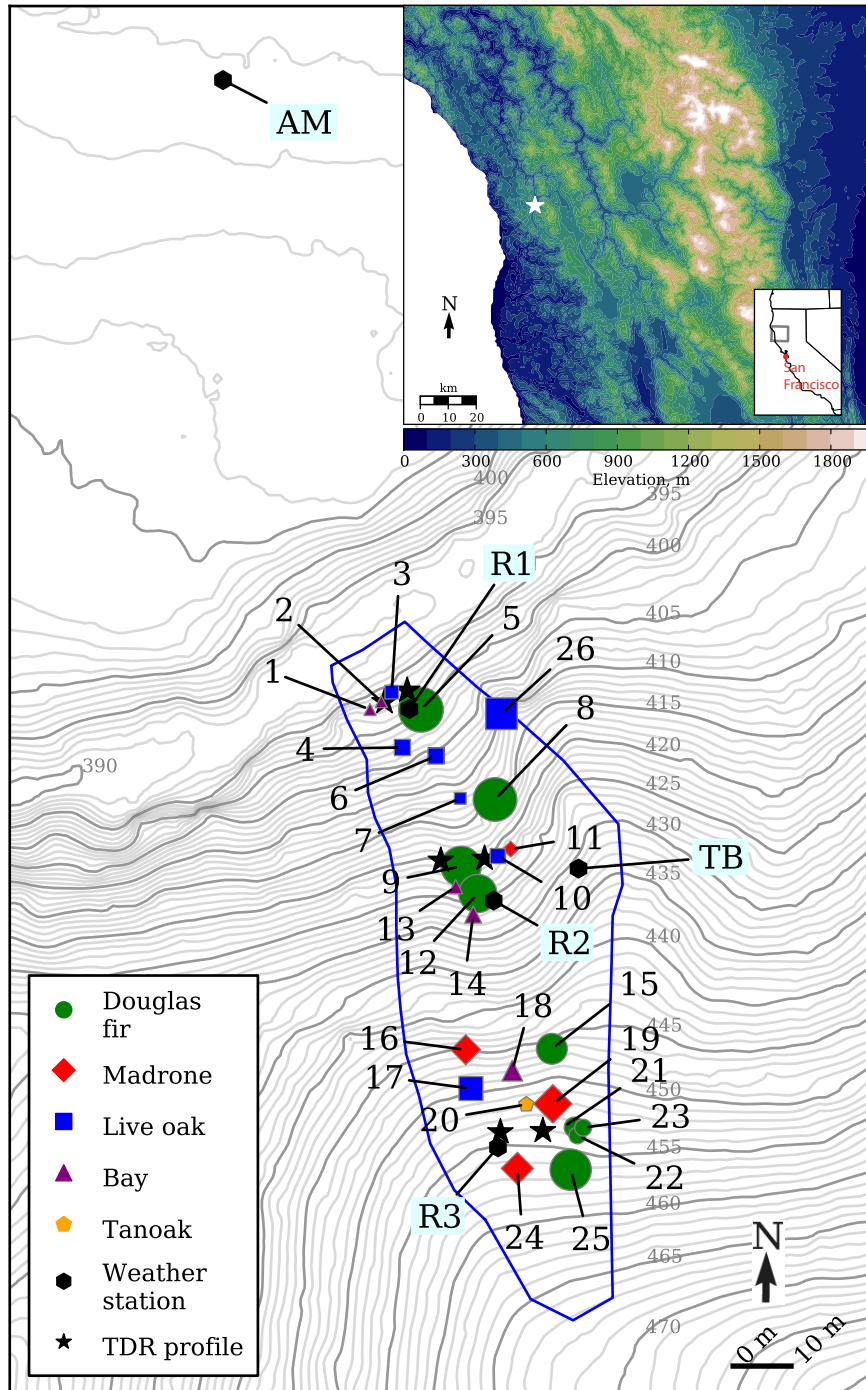 AM
N
km
0 10 20
San
Francisco
0 300 600 900 1200 1500 1800
Elevation, m
400
395
395
400
R1
3
2
5
405
26
1
410
8
415
4
420
6
390
425
7
430
11
TB
9
435
10
13
R2
12
440
14
18
15
16
445
19
17
21
450
20
23
455
22
R3
460
24
25
N
465
470
0 m
10 m
Douglas
fir
Madrone
Live oak
Bay
Tanoak
Weather
station
TDR profile